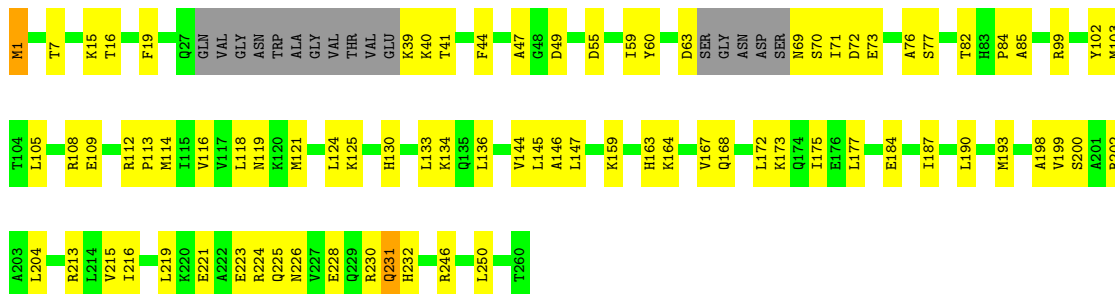 M1 T7 K15 T16 F19 Q27 GLN VAL GLY ASN TRP ALA GLY VAL THR VAL GLU K39 K40 T41 F44 A47 G48 D49 D55 I59 Y60 D63 SER GLY ASN ASP SER N69 S70 I71 D72 E73 A76 S77 T82 H83 P84 A85 R99 Y102 M103
T104 L105 R108 E109 R112 P113 M114 I115 V116 V117 L118 N119 K120 M121 L124 K125 H130 L133 K134 Q135 L136 V144 L145 A146 L147 K159 H163 K164 V167 Q168 L172 K173 Q174 I175 E176 L177 E184 I187 L190 M193 A198 V199 S200 A201
A203 L204 R213 L214 V215 I216 L219 K220 E221 A222 E223 R224 Q225 N226 V227 E228 Q229 R230 Q231 H232 R246 L250 T260